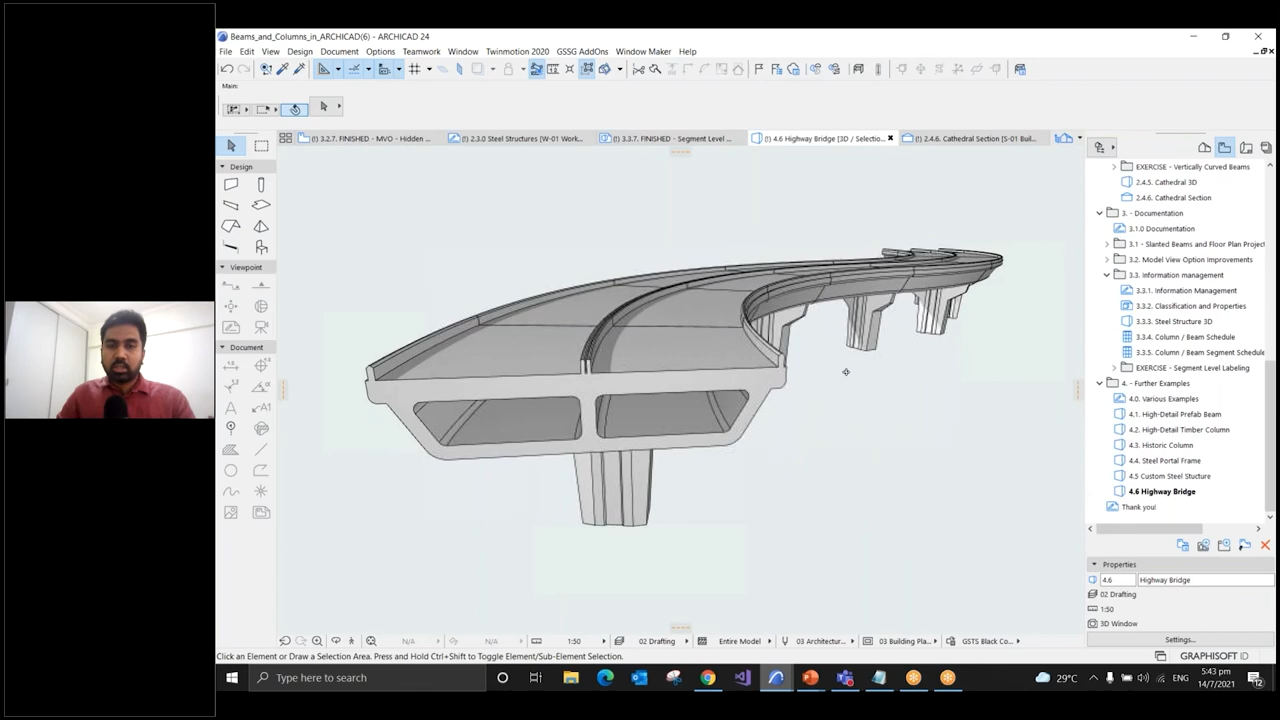 Beams_and_Columns_in_ARCHICAD(6) - ARCHICAD 24
File Edit View Design Document Options Teamwork Window Twinmotion 2020 GSSG AddOns Window Maker Help
Main:
(!) 3.2.7. FINISHED - MVO - Hidden ...
(!) 2.3.0 Steel Structures [W-01 Work...
(!) 3.3.7. FINISHED - Segment Level ...
(!) 4.6 Highway Bridge [3D / Selectio...
(!) 2.4.6. Cathedral Section [S-01 Buil...
Design
Viewpoint
Document
A
A1
EXERCISE - Vertically Curved Beams
2.4.5. Cathedral 3D
2.4.6. Cathedral Section
3. - Documentation
3.1.0 Documentation
3.1 - Slanted Beams and Floor Plan Project
3.2. Model View Option Improvements
3.3. Information management
3.3.1. Information Management
3.3.2. Classification and Properties
3.3.3. Steel Structure 3D
3.3.4. Column / Beam Schedule
3.3.5. Column / Beam Segment Schedule
EXERCISE - Segment Level Labeling
4. - Further Examples
4.0. Various Examples
4.1. High-Detail Prefab Beam
4.2. High-Detail Timber Column
4.3. Historic Column
4.4. Steel Portal Frame
4.5 Custom Steel Stucture
4.6 Highway Bridge
Thank you!
Properties
4.6 Highway Bridge
02 Drafting
1:50
3D Window
Settings...
N/A N/A 1:50 02 Drafting Entire Model 03 Architectur... 03 Building Pla... GSTS Black Co...
Click an Element or Draw a Selection Area. Press and Hold Ctrl+Shift to Toggle Element/Sub-Element Selection.
GRAPHISOFT ID
Type here to search
29°C
ENG
5:43 pm
14/7/2021
12